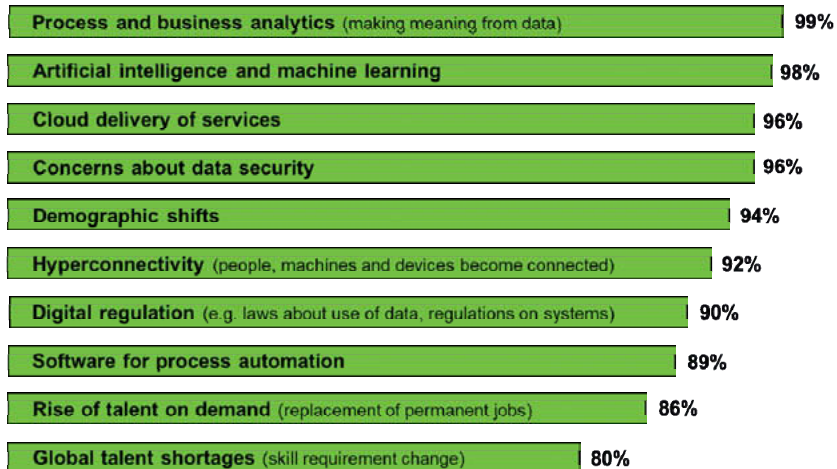 Process and business analytics (making meaning from data) 99%
Artificial intelligence and machine learning 98%
Cloud delivery of services 96%
Concerns about data security 96%
Demographic shifts 94%
Hyperconnectivity (people, machines and devices become connected) 92%
Digital regulation (e.g. laws about use of data, regulations on systems) 90%
Software for process automation 89%
Rise of talent on demand (replacement of permanent jobs) 86%
Global talent shortages (skill requirement change) 80%